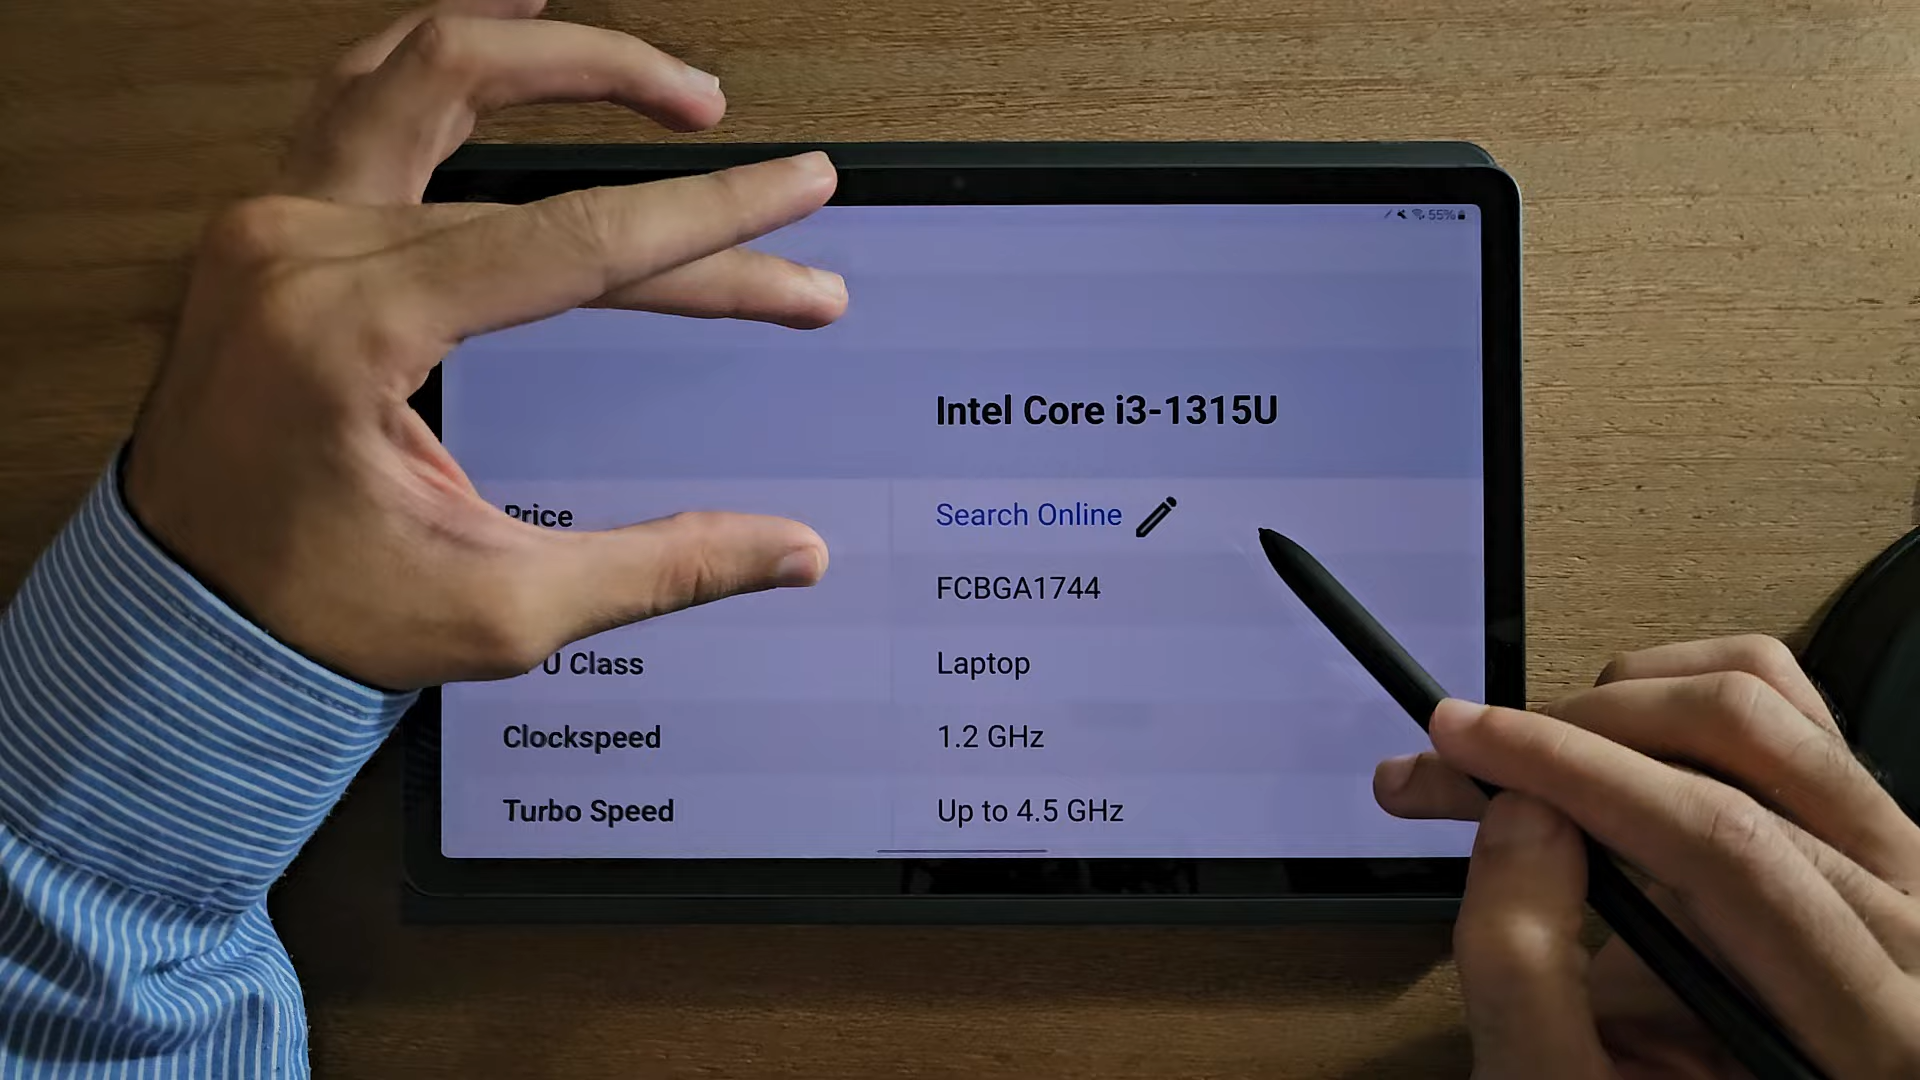 55%
Intel Core i3-1315U
Price Search Online
FCBGA1744
U Class Laptop
Clockspeed 1.2 GHz
Turbo Speed Up to 4.5 GHz